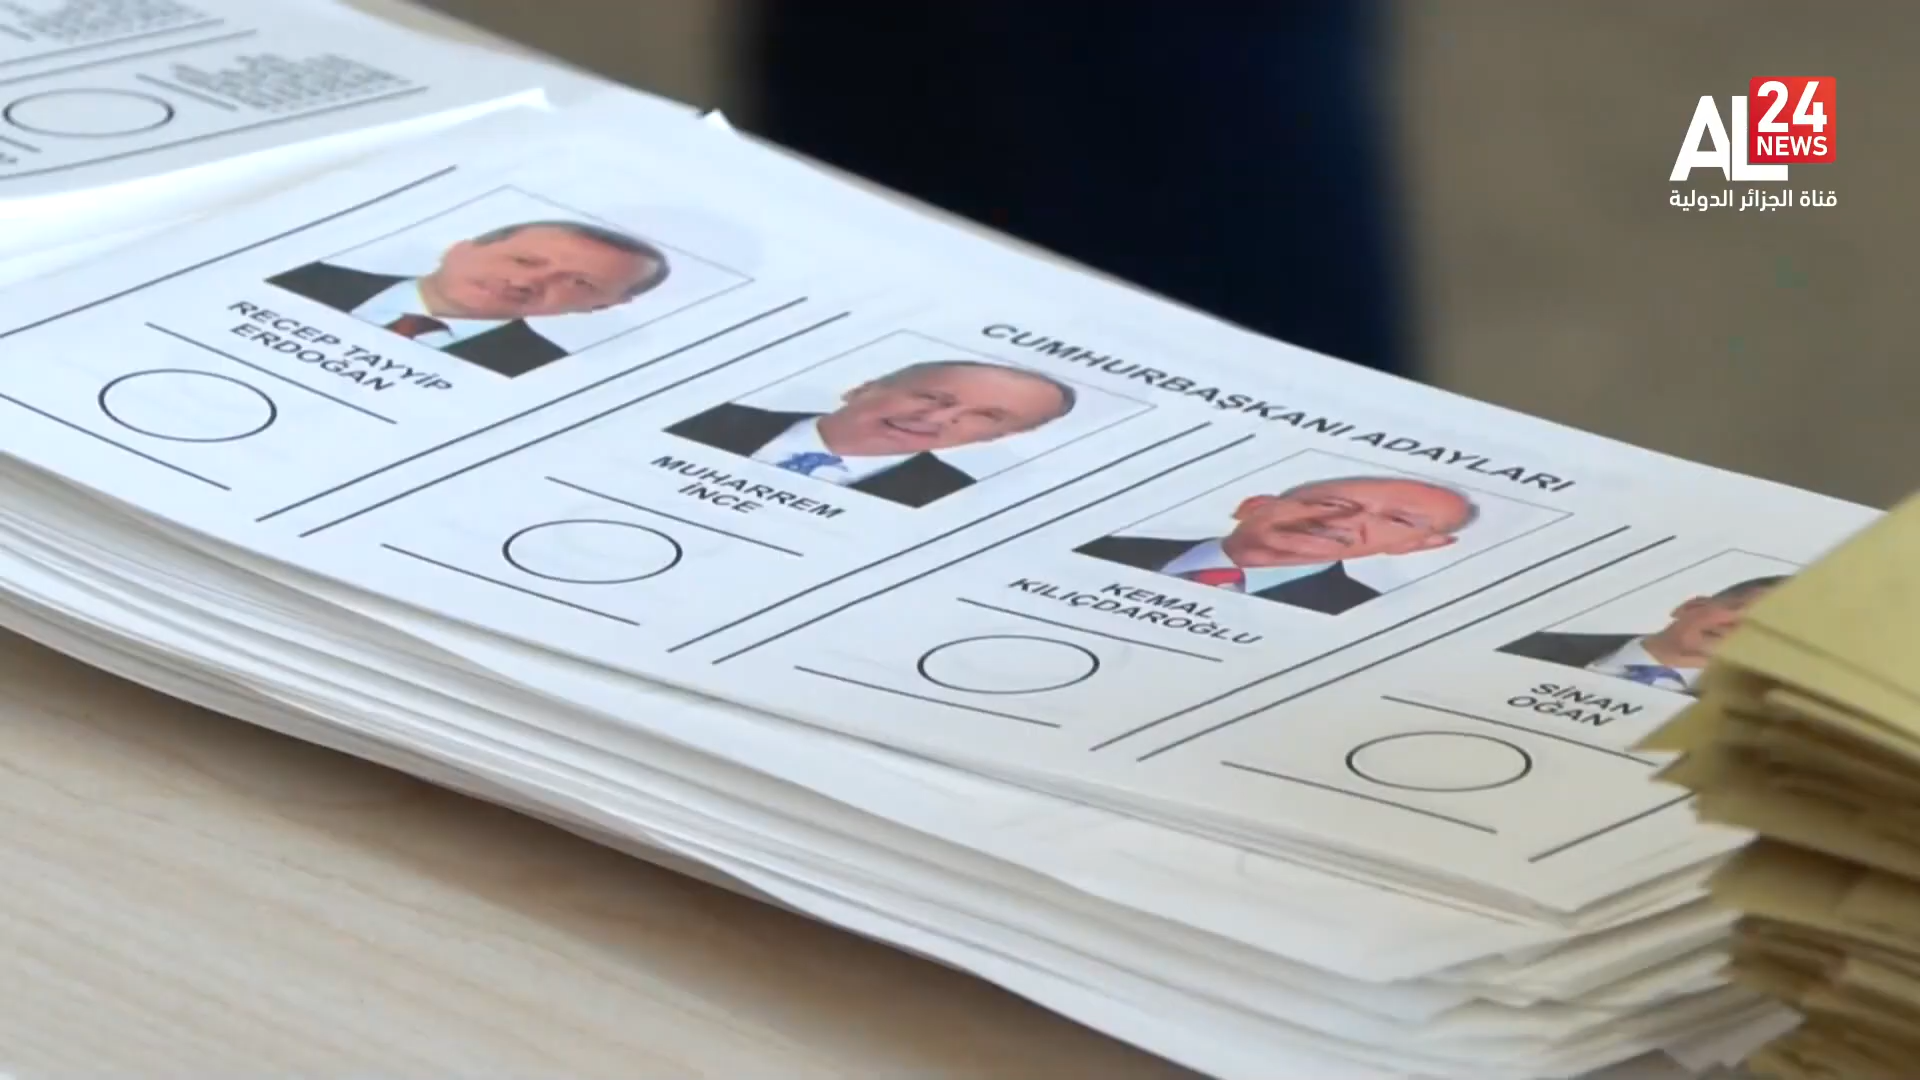 AL 24
NEWS
قناة الجزائر الدولية
CUMHURBAŞKANI ADAYLARI
RECEP TAYYİP
ERDOĞAN
MUHARREM
İNCE
KEMAL
KILIÇDAROĞLU
SİNAN
OĞAN